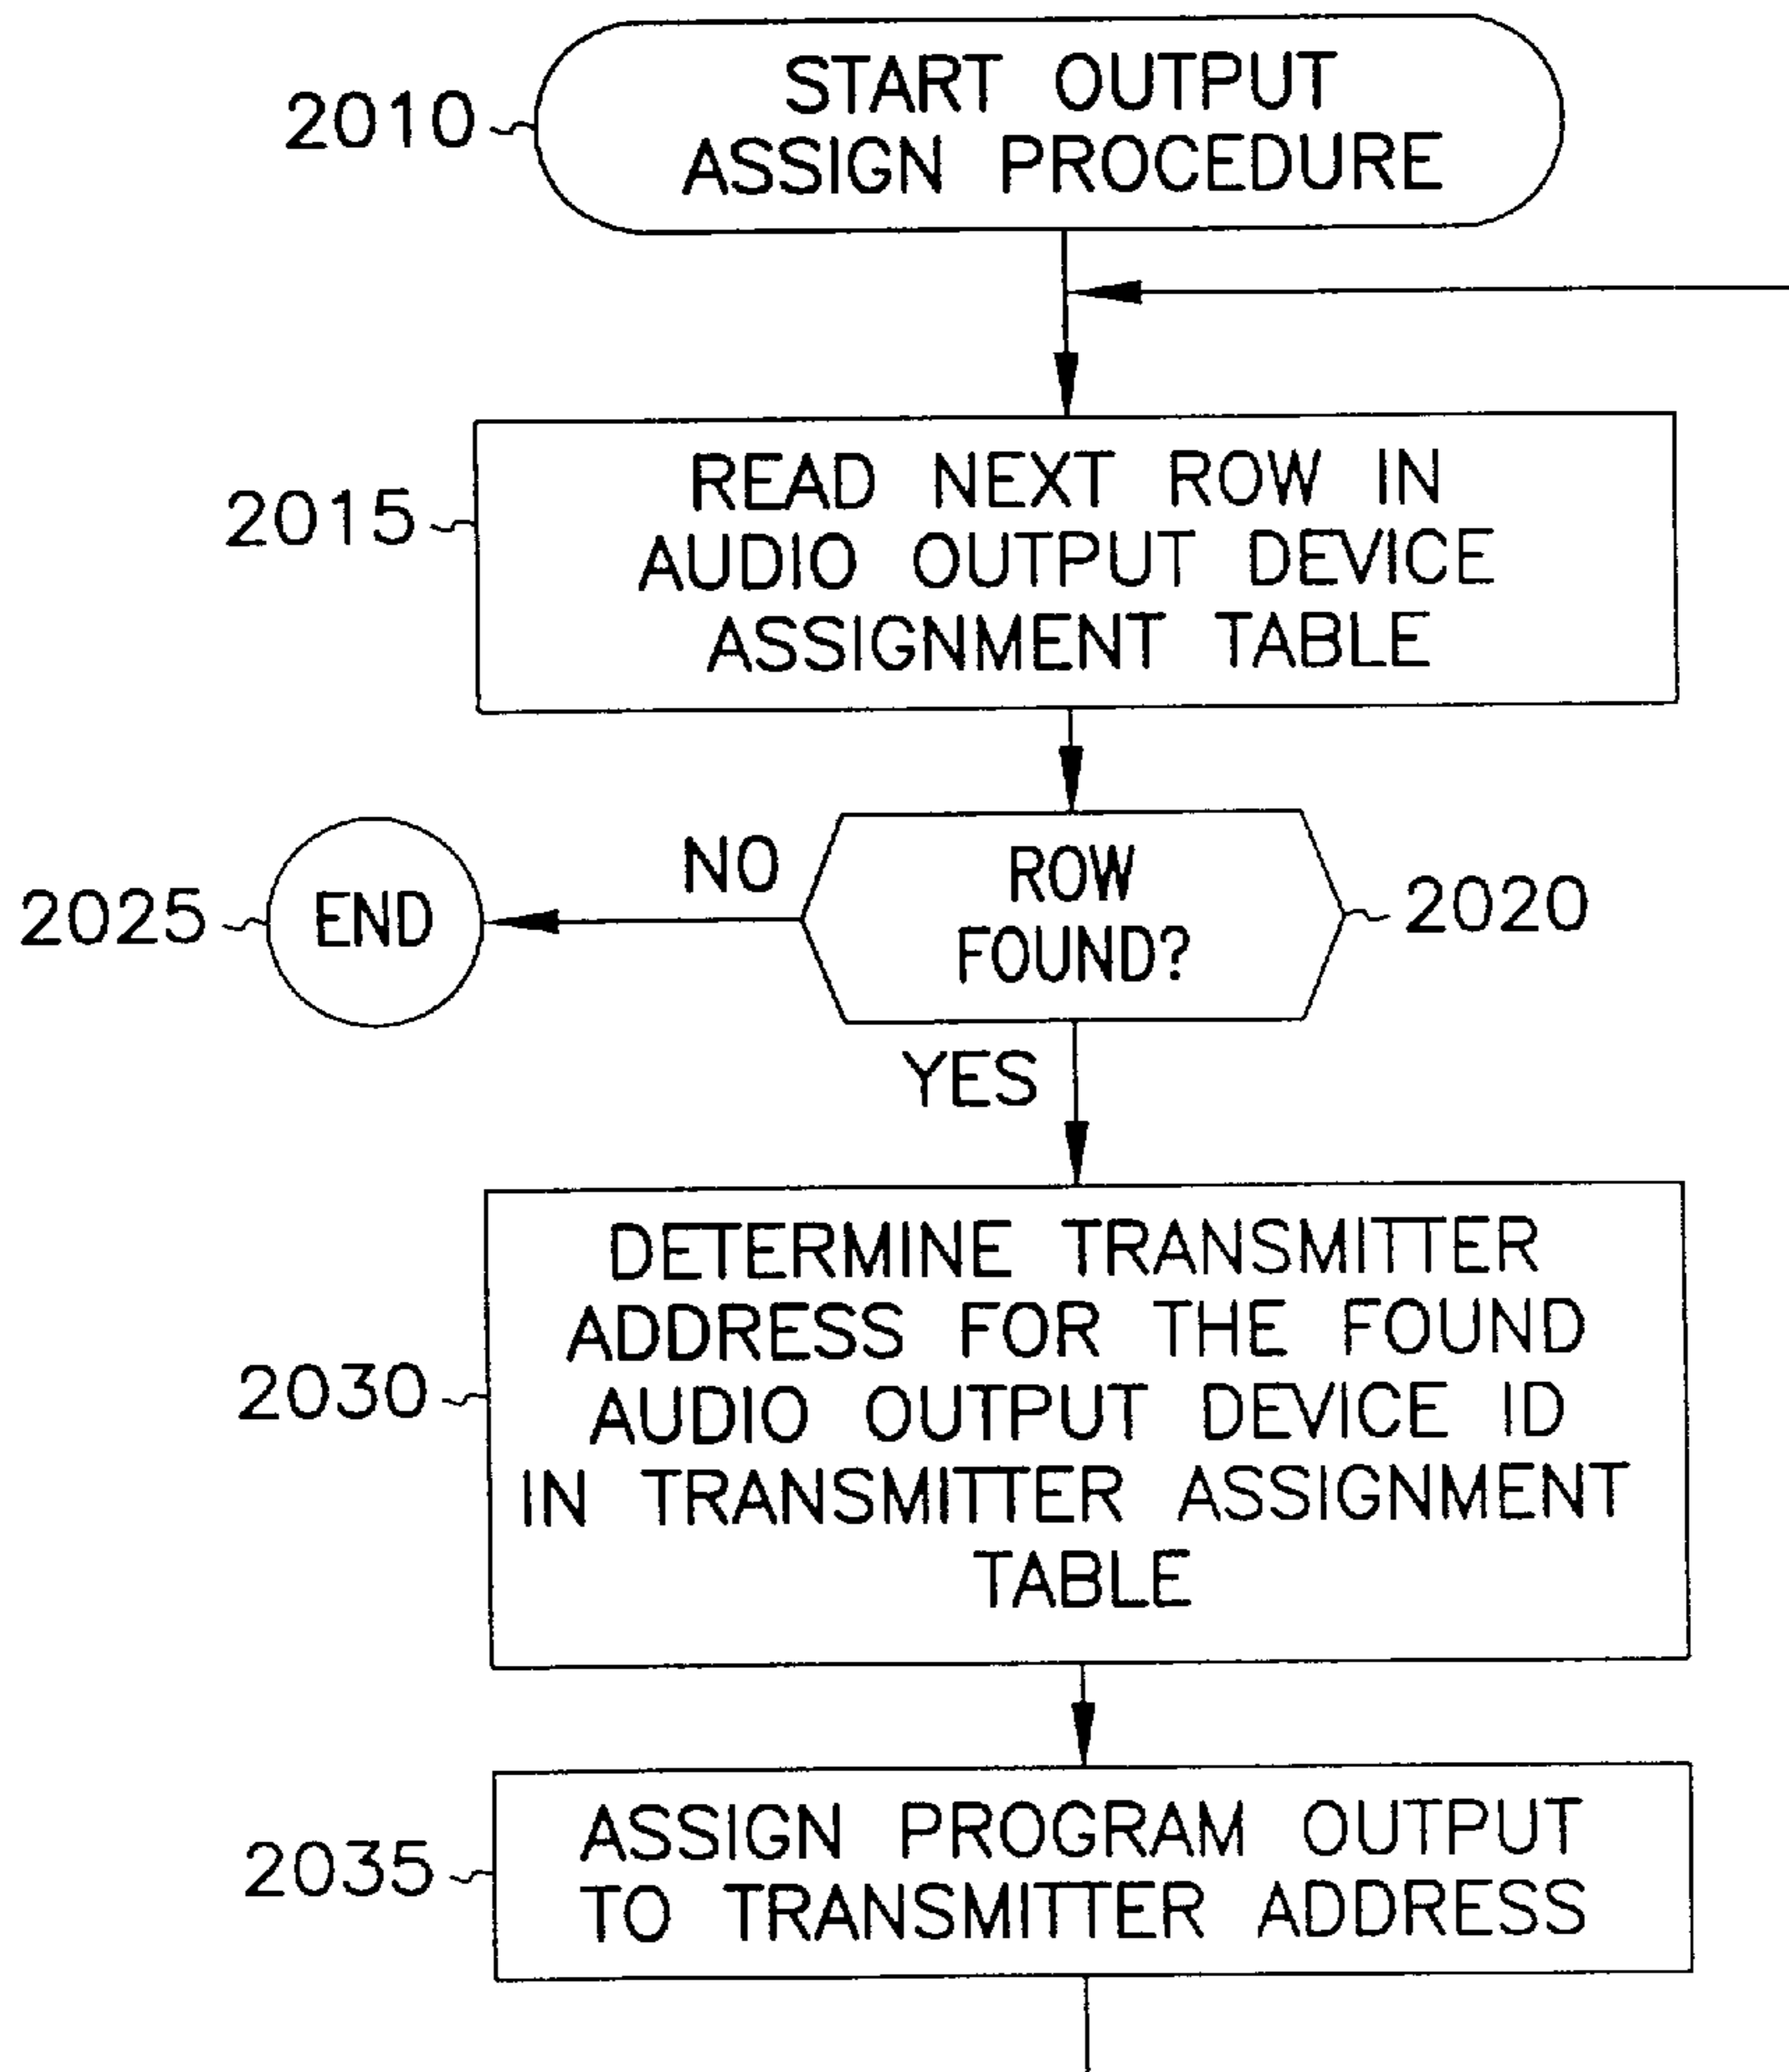 2010
START OUTPUT
ASSIGN PROCEDURE
2015
READ NEXT ROW IN
AUDIO OUTPUT DEVICE
ASSIGNMENT TABLE
2025
END
NO
ROW
FOUND?
2020
YES
2030
DETERMINE TRANSMITTER
ADDRESS FOR THE FOUND
AUDIO OUTPUT DEVICE ID
IN TRANSMITTER ASSIGNMENT
TABLE
2035
ASSIGN PROGRAM OUTPUT
TO TRANSMITTER ADDRESS